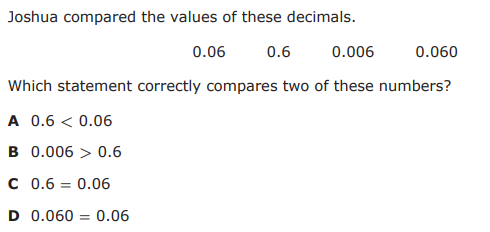 Joshua compared the values of these decimals.
0.06 0.6 0.006 0.060
Which statement correctly compares two of these numbers?
A 0.6 < 0.06
B 0.006 > 0.6
C 0.6 = 0.06
D 0.060 = 0.06